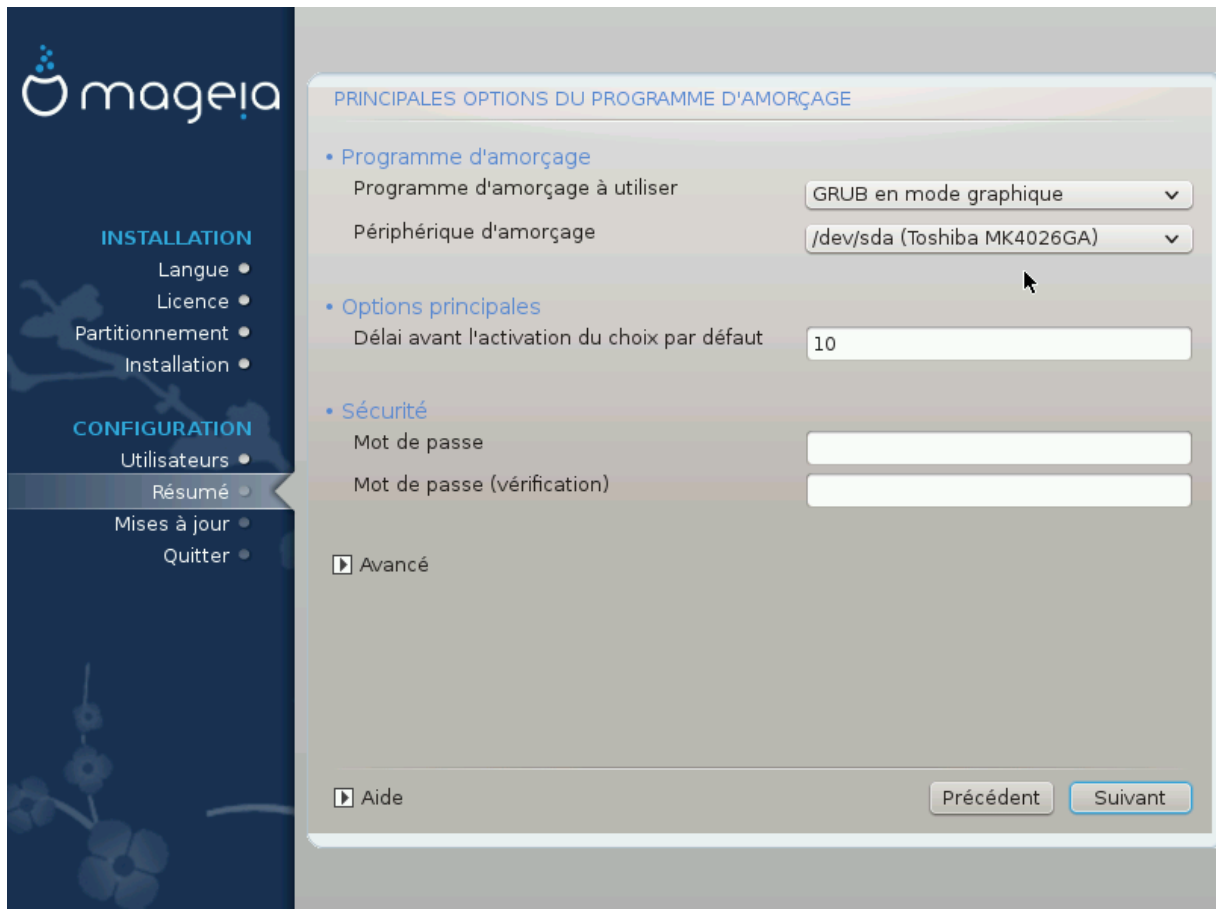 mageia
INSTALLATION
Langue
Licence
Partitionnement
Installation
CONFIGURATION
Utilisateurs
Résumé
Mises à jour
Quitter
PRINCIPALES OPTIONS DU PROGRAMME D'AMORÇAGE
• Programme d'amorçage
Programme d'amorçage à utiliser GRUB en mode graphique
Périphérique d'amorçage /dev/sda (Toshiba MK4026GA)
• Options principales
Délai avant l'activation du choix par défaut 10
• Sécurité
Mot de passe
Mot de passe (vérification)
Avancé
Aide Précédent Suivant